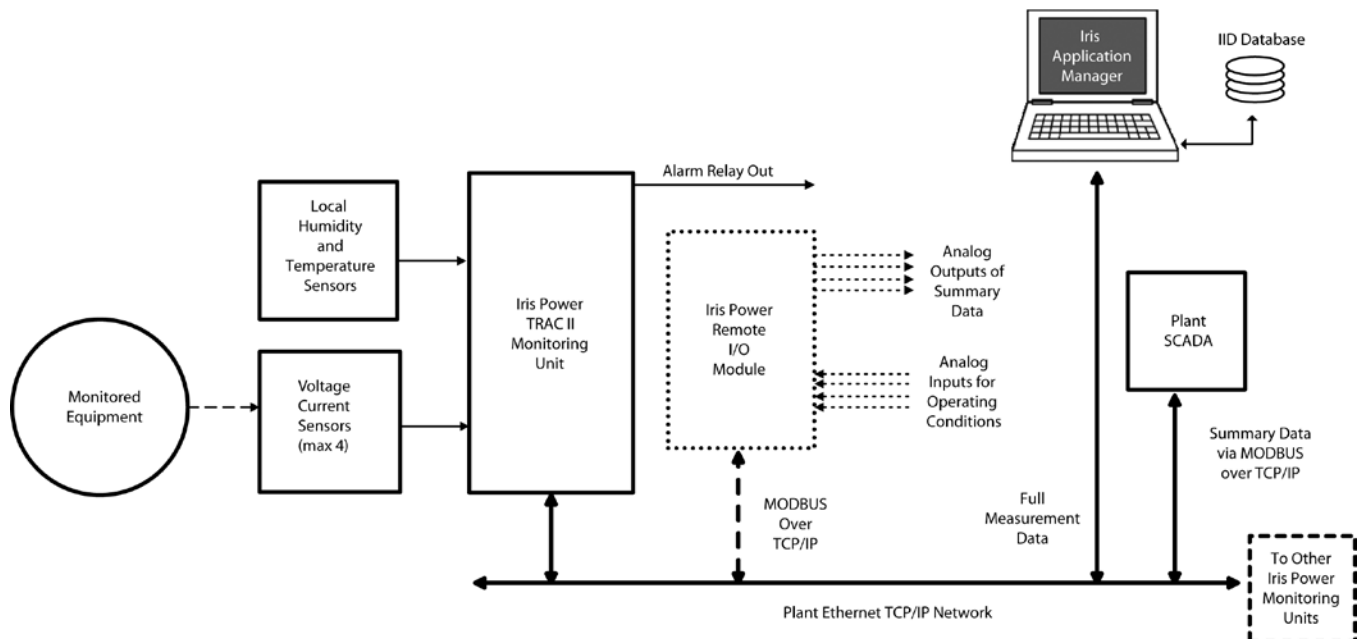 Iris
Application
Manager
IID Database
Alarm Relay Out
Local
Humidity
and
Temperature
Sensors
Iris Power
TRAC II
Monitoring
Unit
Iris Power
Remote
I/O
Module
Analog
Outputs of
Summary
Data
Analog
Inputs for
Operating
Conditions
Plant
SCADA
Monitored
Equipment
Voltage
Current
Sensors
(max 4)
Summary Data
via MODBUS
over TCP/IP
MODBUS
Over
TCP/IP
Full
Measurement
Data
To Other
Iris Power
Monitoring
Units
Plant Ethernet TCP/IP Network